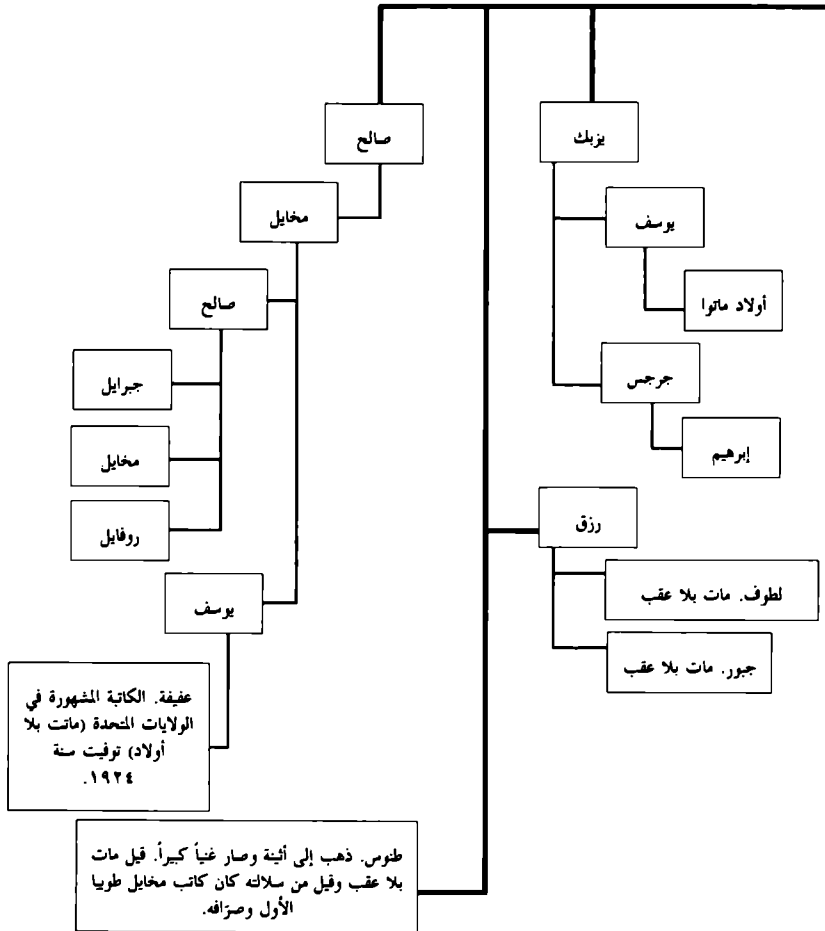 يزبك
يوسف
أولاد ماتوا
جرجس
إبرهيم
رزق
لطوف. مات بلا عقب
جبور. مات بلا عقب
صالح
مخايل
صالح
جبرايل
مخايل
روفايل
يوسف
عفيفة. الكاتبة المشهورة في
الولايات المتحدة (ماتت بلا
أولاد) توفيت سنة
١٩٢٤.
طنوس. ذهب إلى أثينة وصار غنياً كبيراً. قيل مات
بلا عقب وقيل من سلالته كان كاتب مخايل طوبيا
الأول وصرّافه.